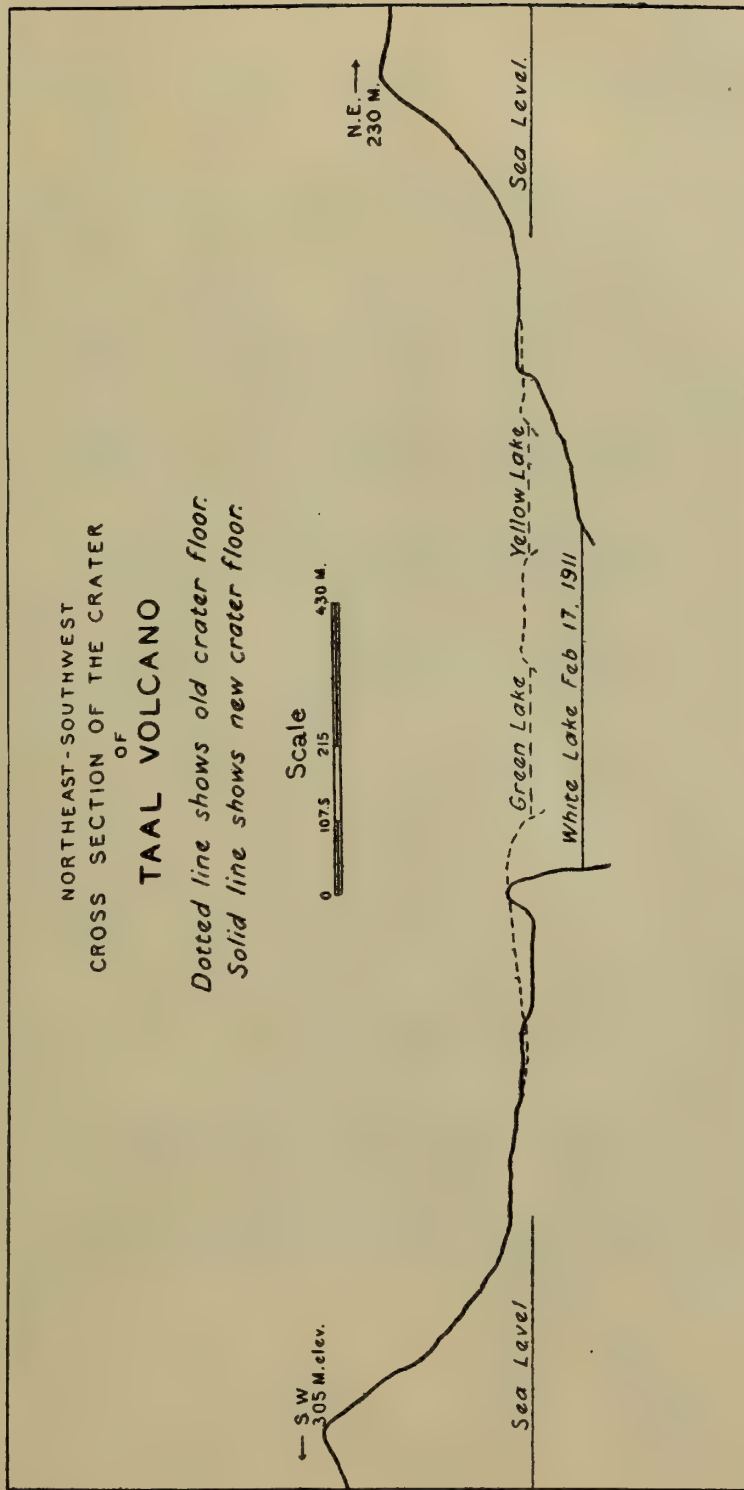 NORTHEAST-SOUTHWEST
CROSS SECTION OF THE CRATER
OF
TAAL VOLCANO
Dotted line shows old crater floor.
Solid line shows new crater floor.
Scale
0 107.5 215 430 M.
← S W
305 M. elev.
N.E. →
230 M.
Sea Lavel
Green Lake
Yellow Lake
White Lake Feb 17, 1911
Sea Level.